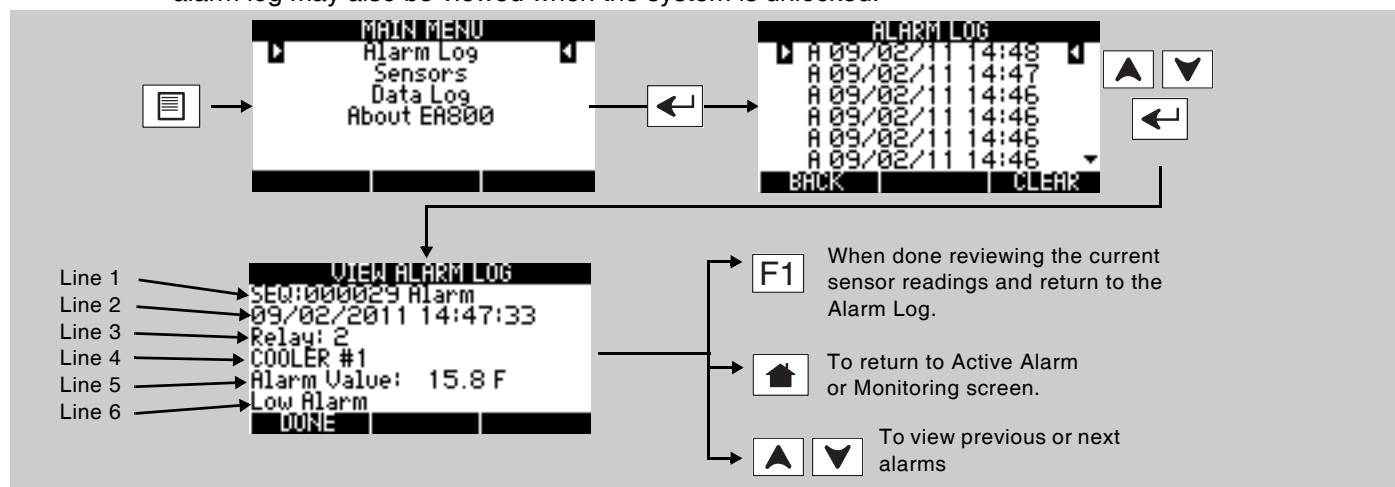 alarm log may also be viewed when the system is unlocked.
MAIN MENU
Alarm Log
Sensors
Data Log
About EA800
ALARM LOG
A 09/02/11 14:48
A 09/02/11 14:47
A 09/02/11 14:46
A 09/02/11 14:46
A 09/02/11 14:46
A 09/02/11 14:46
BACK CLEAR
VIEW ALARM LOG
Line 1
SEQ:000029 Alarm
Line 2
09/02/2011 14:47:33
Line 3
Relay: 2
Line 4
COOLER #1
Line 5
Alarm Value: 15.8 F
Line 6
Low Alarm
DONE
F1
When done reviewing the current
sensor readings and return to the
Alarm Log.
To return to Active Alarm
or Monitoring screen.
To view previous or next
alarms